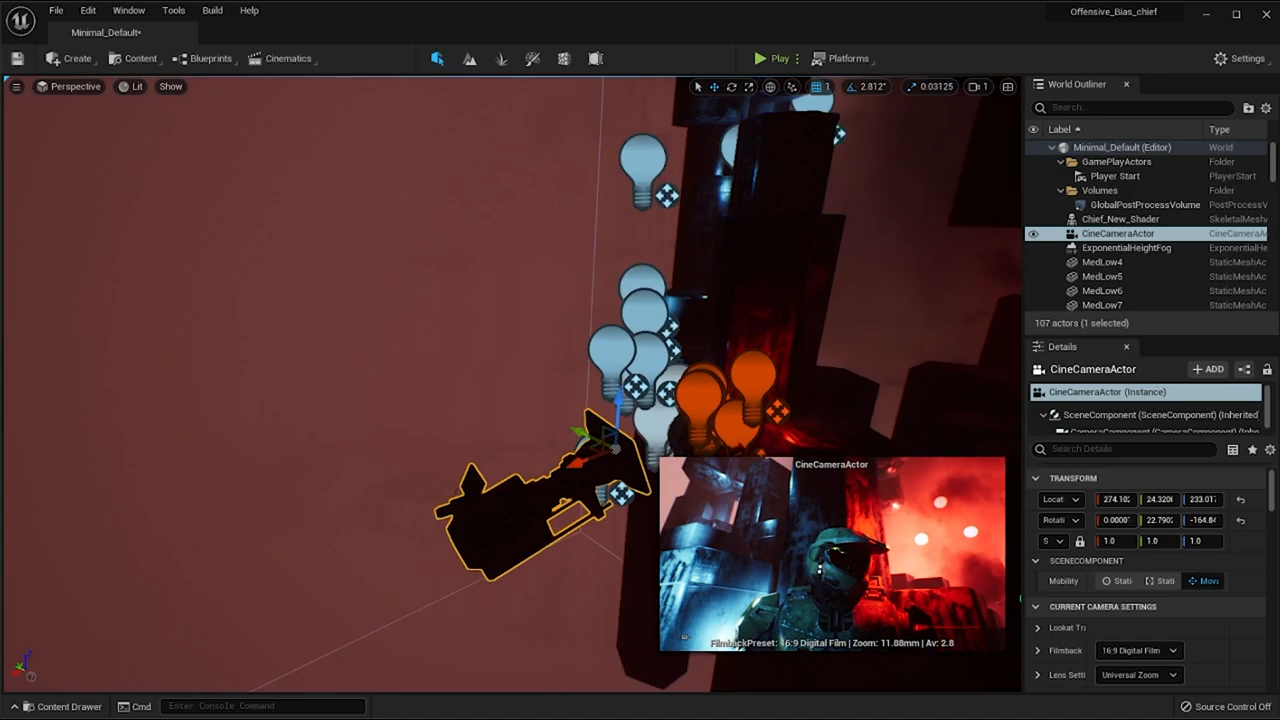 File Edit Window Tools Build Help
Offensive_Bias_chief
Minimal_Default*
Create Content Blueprints Cinematics Play Platforms Settings
Perspective Lit Show
1 2.812° 0.03125 1
World Outliner
Search...
Label Type
Minimal_Default (Editor) World
GamePlayActors Folder
Player Start PlayerStart
Volumes Folder
GlobalPostProcessVolume PostProcessV
Chief_New_Shader SkeletalMesh
CineCameraActor CineCameraA
ExponentialHeightFog ExponentialHe
MedLow4 StaticMeshAc
MedLow5 StaticMeshAc
MedLow6 StaticMeshAc
MedLow7 StaticMeshAc
107 actors (1 selected)
Details
CineCameraActor
ADD
CineCameraActor (Instance)
SceneComponent (SceneComponent) (Inherited
Search Details
TRANSFORM
Locat 274.102 24.320 233.017
Rotati 0.0000 22.790 -164.84
S 1.0 1.0 1.0
SCENECOMPONENT
Mobility Stati Stati Movi
CURRENT CAMERA SETTINGS
Lookat Tra
Filmback 16:9 Digital Film
Lens Setti Universal Zoom
CineCameraActor
FilmbackPreset: 16:9 Digital Film | Zoom: 11.88mm | Av: 2.8
Content Drawer Cmd Enter Console Command Source Control Off